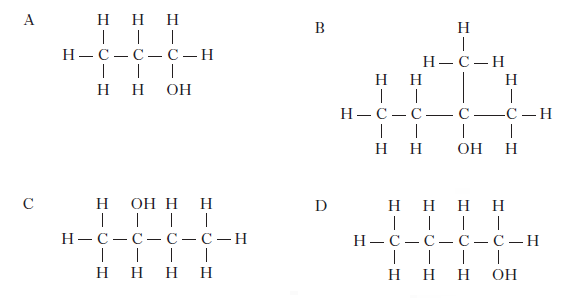 A
H H H
H – C – C – C – H
H H OH
B
H
H – C – H
H H H
H – C – C – C – C – H
H H OH H
C
H OH H H
H – C – C – C – C – H
H H H H
D
H H H H
H – C – C – C – C – H
H H H OH